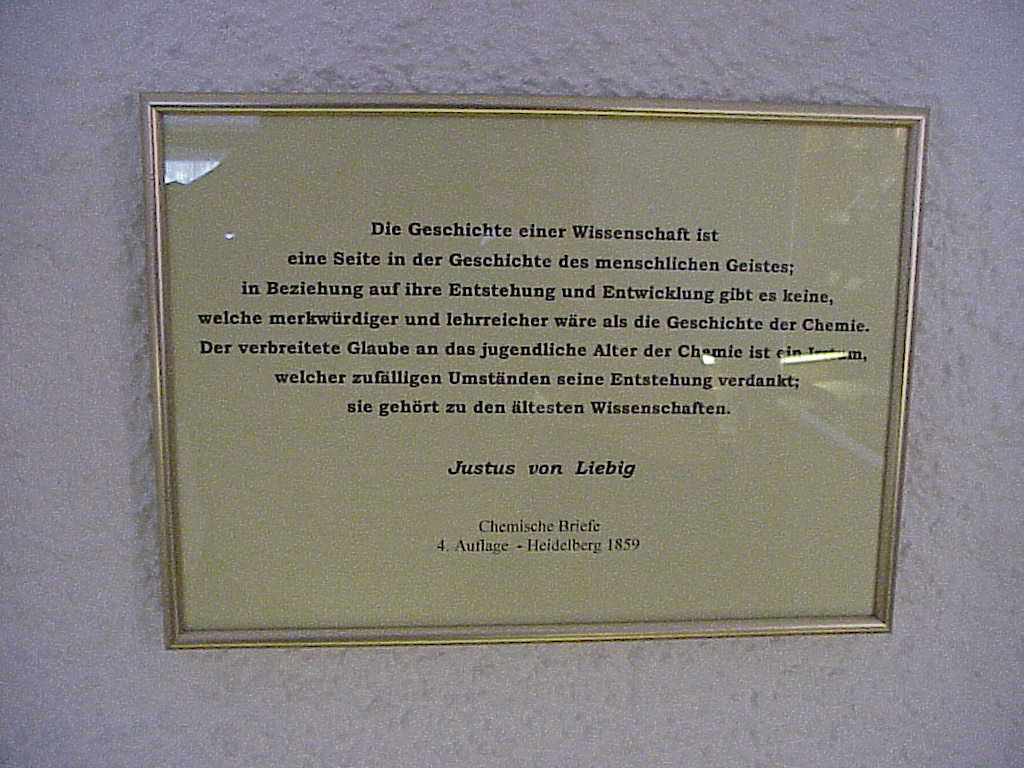 Die Geschichte einer Wissenschaft ist
eine Seite in der Geschichte des menschlichen Geistes;
in Beziehung auf ihre Entstehung und Entwicklung gibt es keine,
welche merkwürdiger und lehrreicher wäre als die Geschichte der Chemie.
Der verbreitete Glaube an das jugendliche Alter der Chemie ist ein
welcher zufälligen Umständen seine Entstehung verdankt;
sie gehört zu den ältesten Wissenschaften.
Justus von Liebig
Chemische Briefe
4. Auflage - Heidelberg 1859